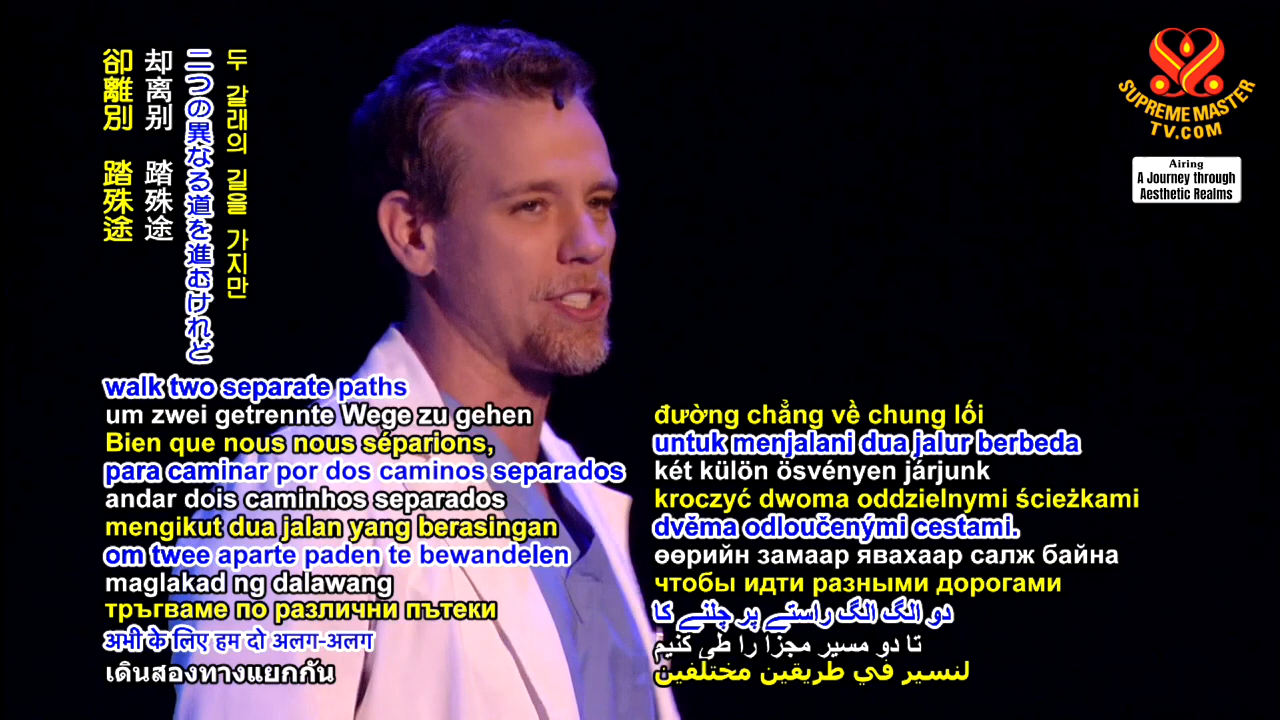 두 갈래의 길을 가지만
二つの異なる道を進むけれど
却离别 踏殊途
卻離別 踏殊途
SUPREME MASTER
TV.COM
Airing
A Journey through
Aesthetic Realms
walk two separate paths
um zwei getrennte Wege zu gehen
Bien que nous nous séparions,
para caminar por dos caminos separados
andar dois caminhos separados
mengikut dua jalan yang berasingan
om twee aparte paden te bewandelen
maglakad ng dalawang
тръгваме по различни пътеки
अभी के लिए हम दो अलग-अलग
เดินสองทางแยกกัน
đường chẳng về chung lối
untuk menjalani dua jalur berbeda
két külön ösvényen járjunk
kroczyć dwoma oddzielnymi ścieżkami
dvěma odloučenými cestami.
өөрийн замаар явахаар салж байна
чтобы идти разными дорогами
دو الگ الگ راستے پر چلنے کا
تا دو مسیر مجزا را طی کنیم
لنسير في طريقين مختلفين